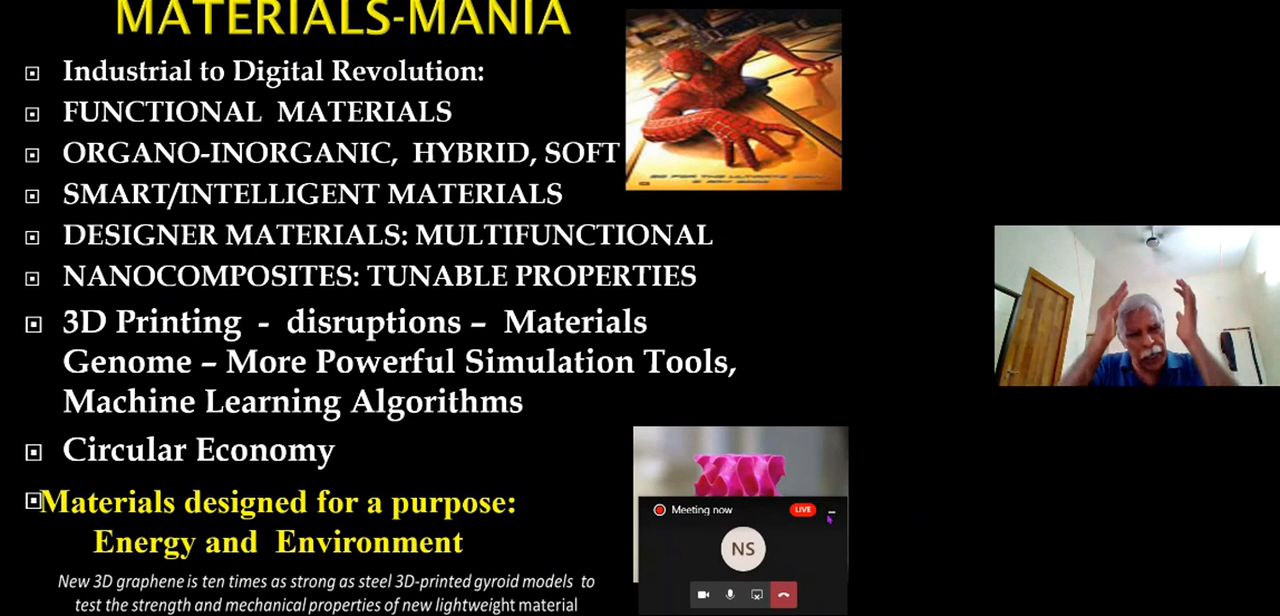 MATERIALS-MANIA
Industrial to Digital Revolution:
FUNCTIONAL MATERIALS
ORGANO-INORGANIC, HYBRID, SOFT
SMART/INTELLIGENT MATERIALS
DESIGNER MATERIALS: MULTIFUNCTIONAL
NANOCOMPOSITES: TUNABLE PROPERTIES
3D Printing - disruptions – Materials
Genome – More Powerful Simulation Tools,
Machine Learning Algorithms
Circular Economy
Materials designed for a purpose:
Energy and Environment
New 3D graphene is ten times as strong as steel 3D-printed gyroid models to
test the strength and mechanical properties of new lightweight material
Meeting now
LIVE
NS